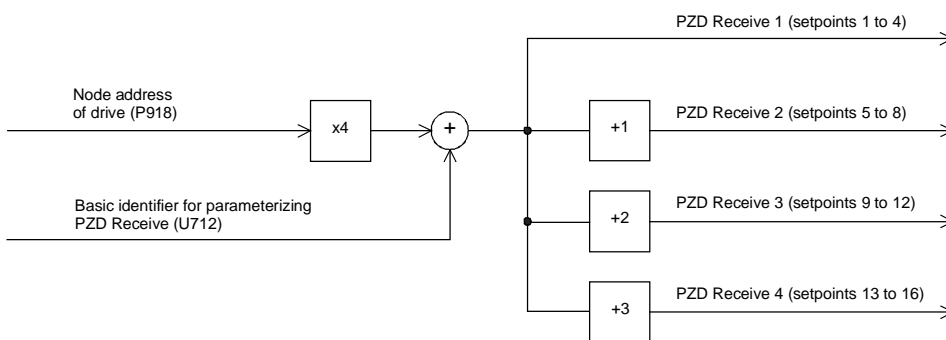 PZD Receive 1 (setpoints 1 to 4)
Node address
of drive (P918)
x4
+
+1
PZD Receive 2 (setpoints 5 to 8)
Basic identifier for parameterizing
PZD Receive (U712)
+2
PZD Receive 3 (setpoints 9 to 12)
+3
PZD Receive 4 (setpoints 13 to 16)